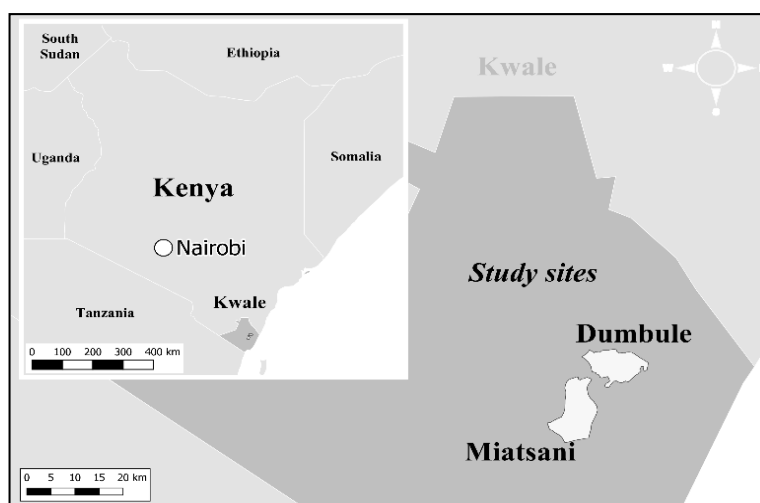 South
Sudan
Ethiopia
Uganda
Somalia
Kenya
Nairobi
Tanzania
Kwale
0 100 200 300 400 km
Kwale
Study sites
Dumbule
Miatsani
0 5 10 15 20 km